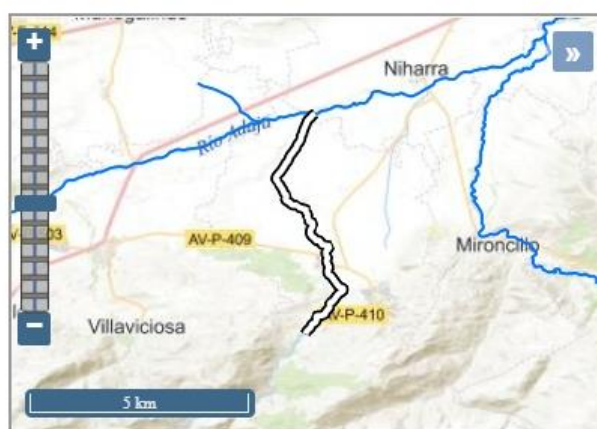 Niharra
Río Adaja
AV-P-409
Mironcillo
AV-P-410
Villaviciosa
5 km